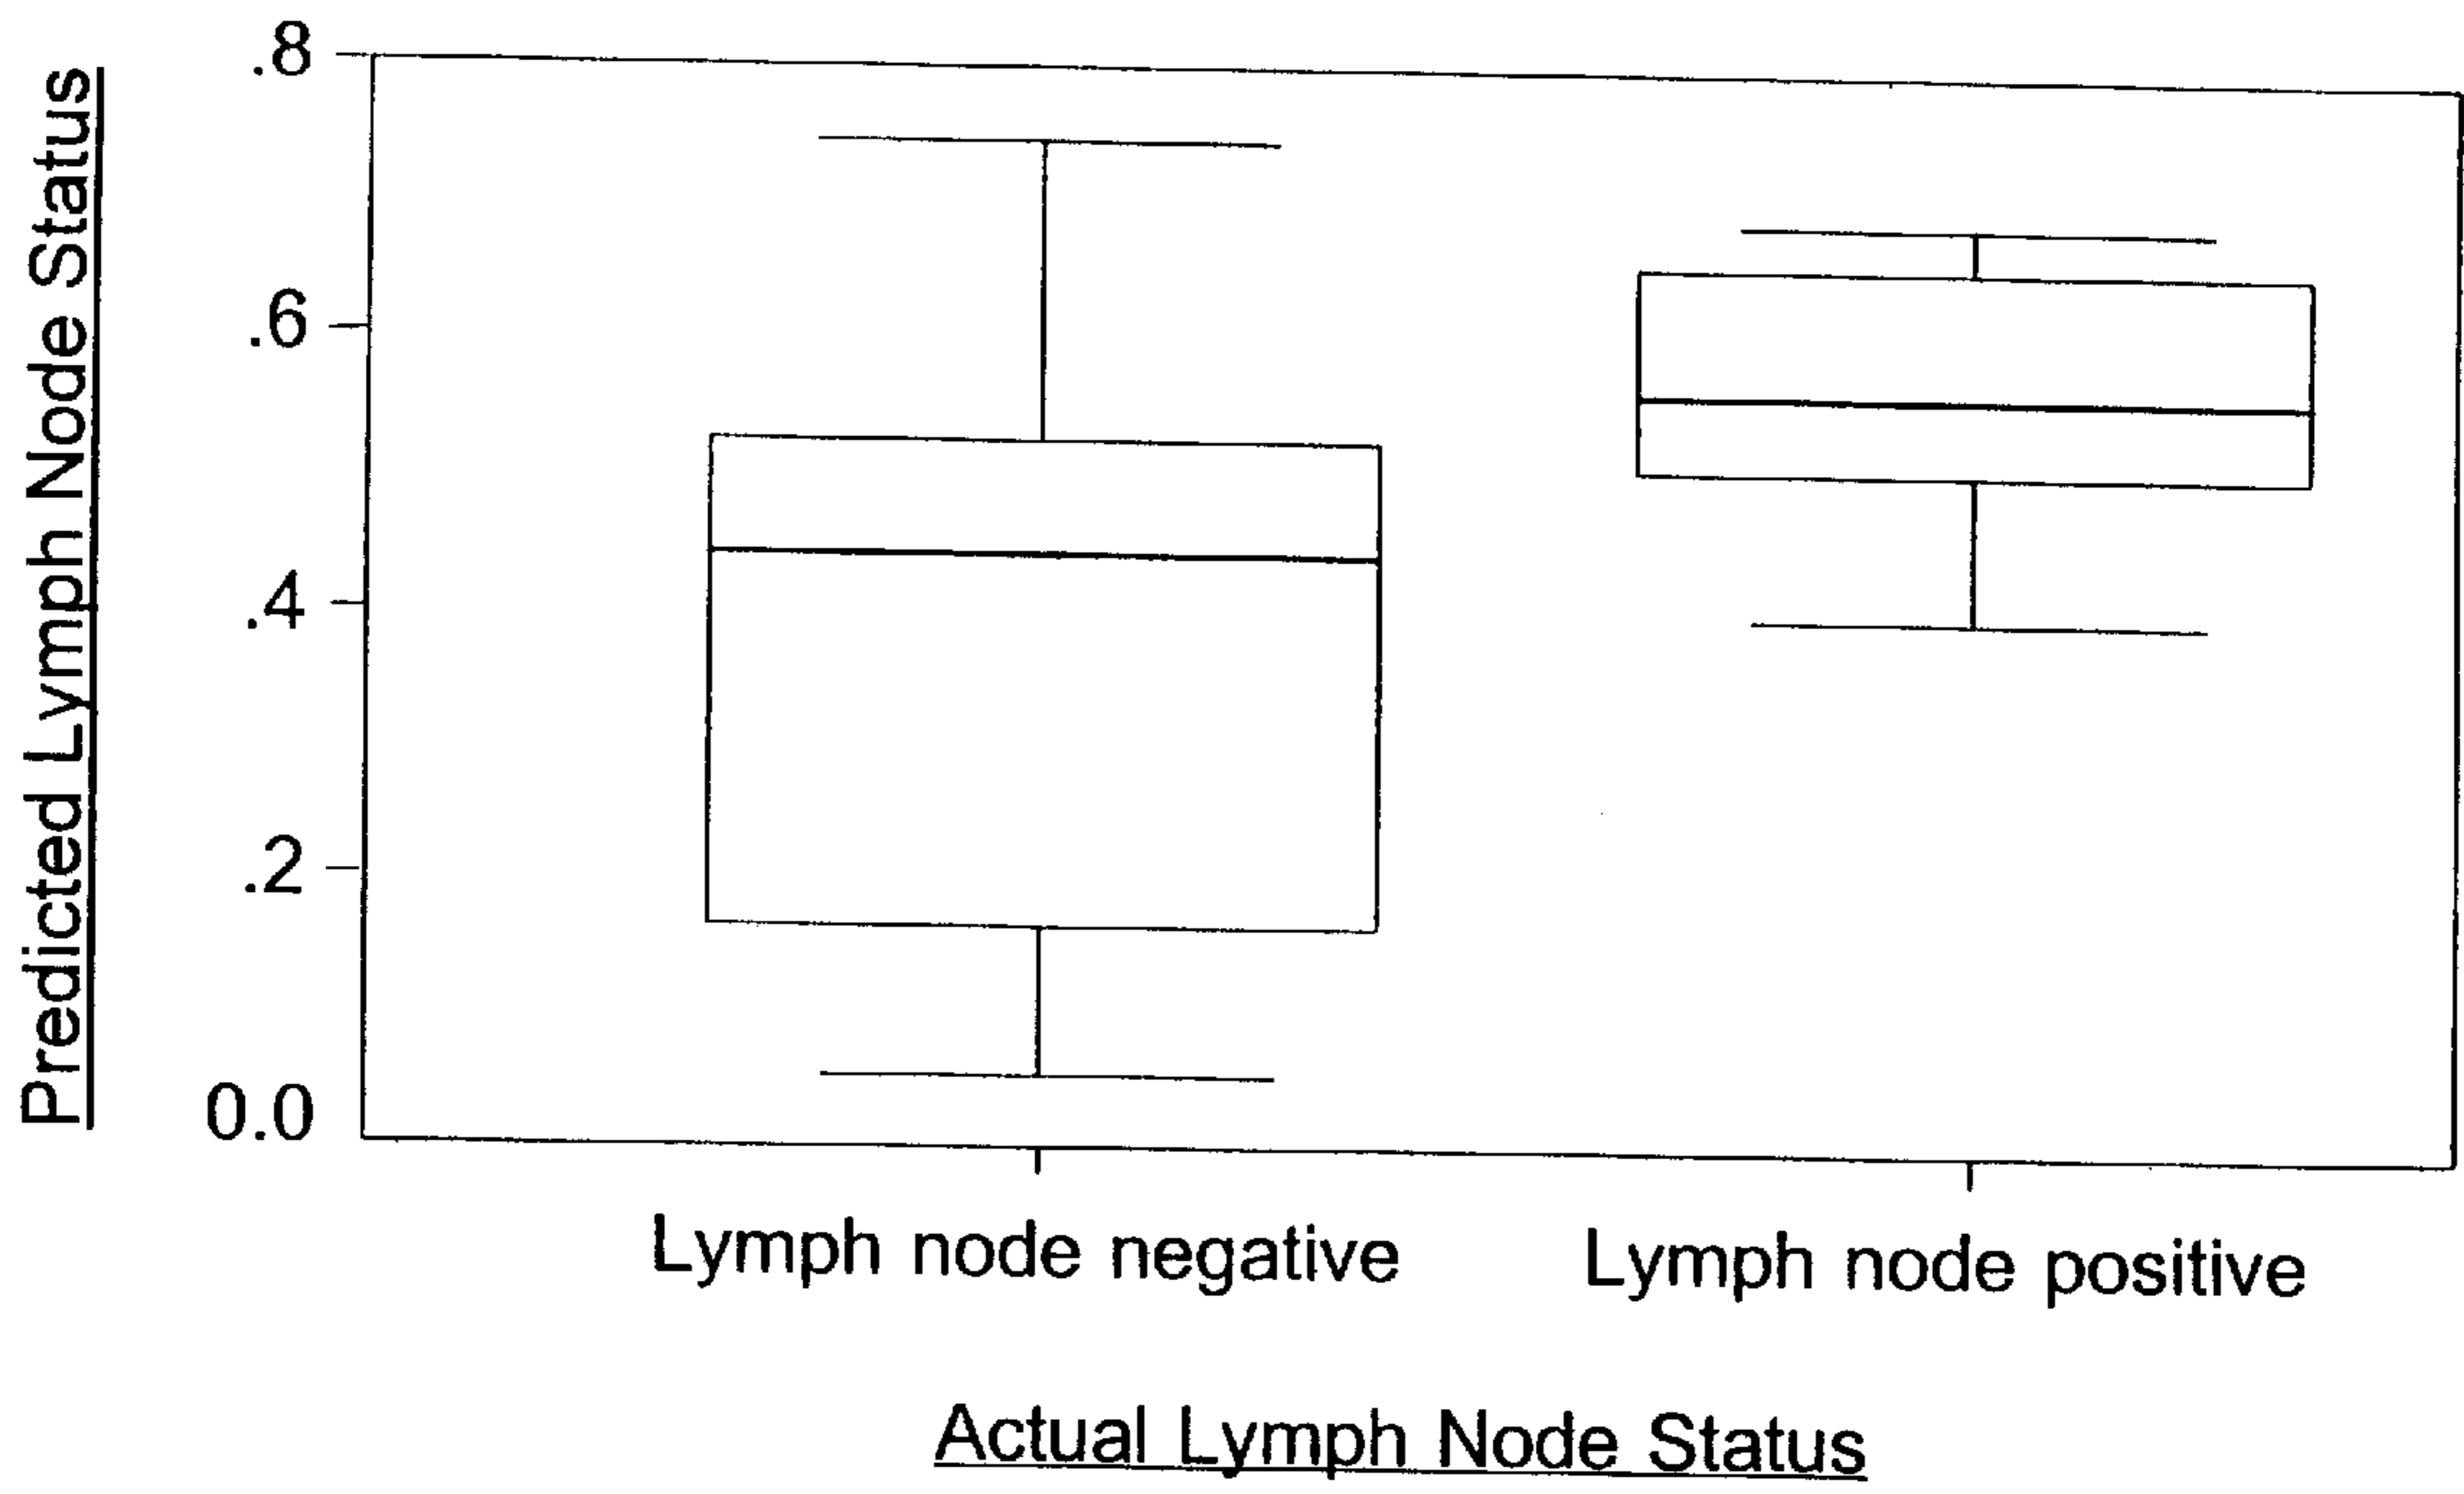 Predicted Lymph Node Status
.8
.6
.4
.2
0.0
Lymph node negative Lymph node positive
Actual Lymph Node Status